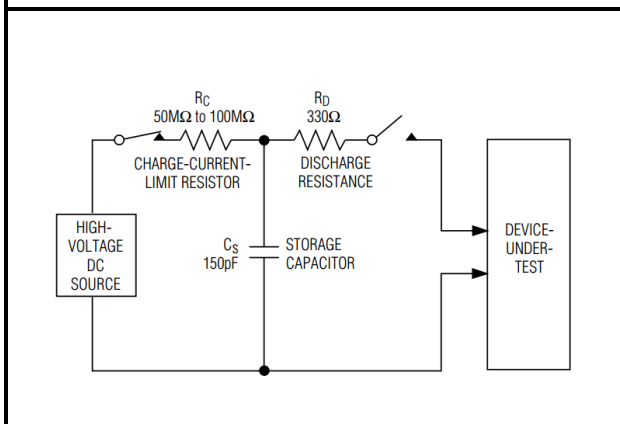 RC
50MΩ to 100MΩ
CHARGE-CURRENT-
LIMIT RESISTOR
RD
330Ω
DISCHARGE
RESISTANCE
HIGH-
VOLTAGE
DC
SOURCE
CS
150pF
STORAGE
CAPACITOR
DEVICE-
UNDER-
TEST